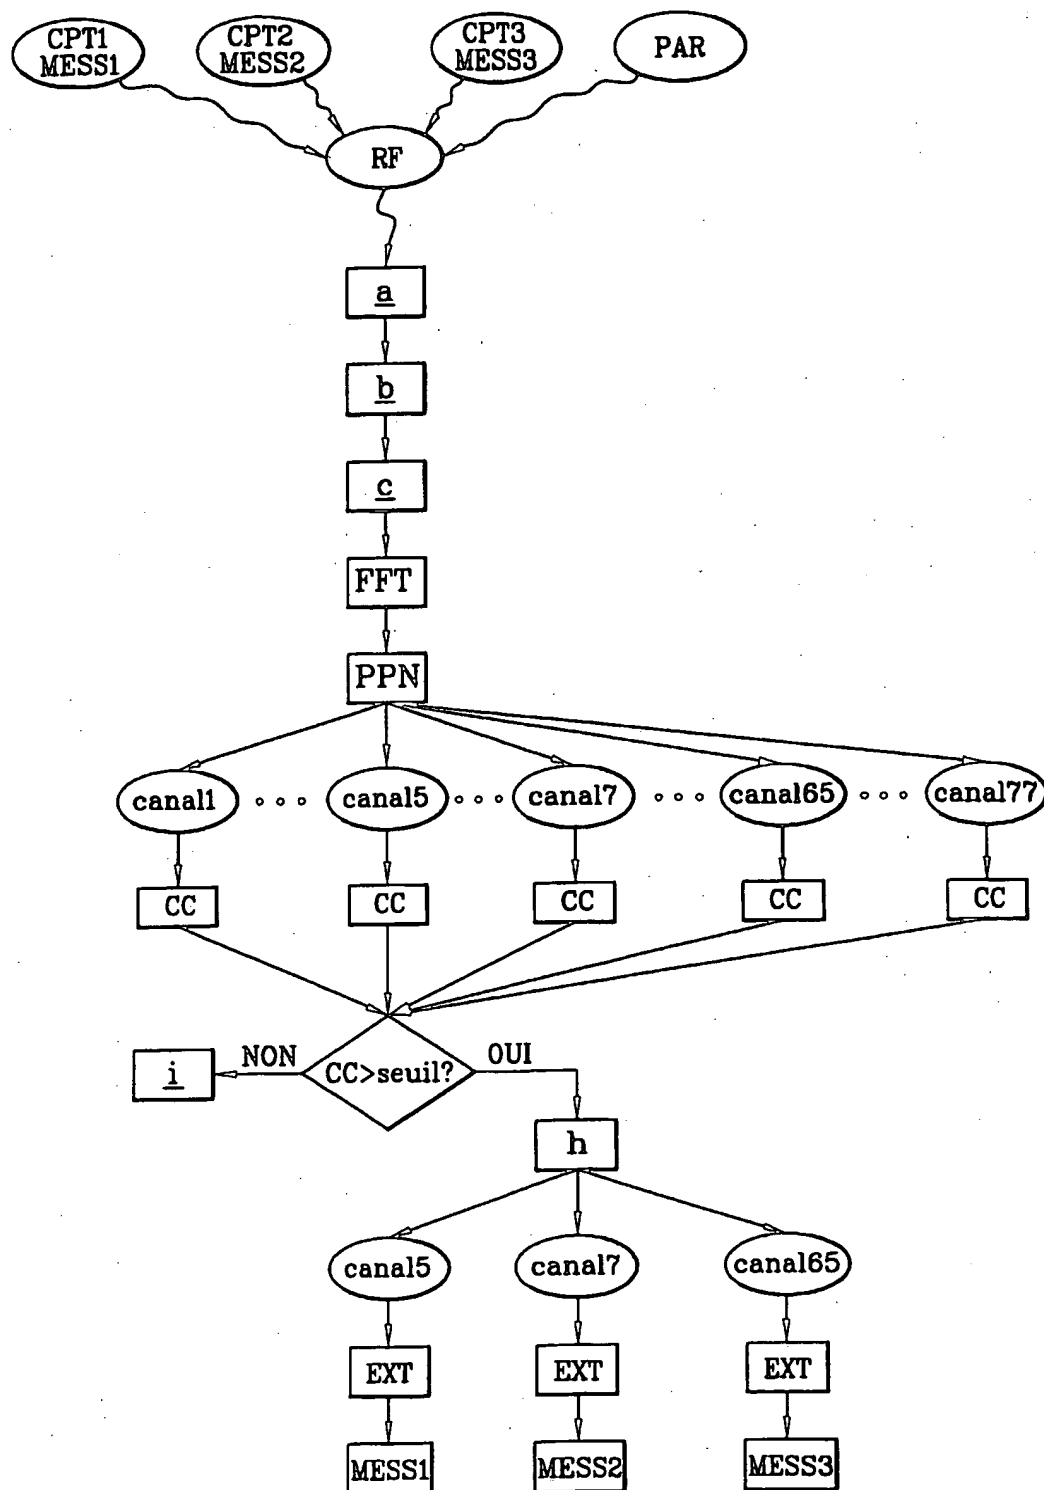 CPT1
MESS1
CPT2
MESS2
CPT3
MESS3
PAR
RF
a
b
c
FFT
PPN
canal1
canal5
canal7
canal65
canal77
CC
CC
CC
CC
CC
CC>seuil?
NON
OUI
i
h
canal5
canal7
canal65
EXT
EXT
EXT
MESS1
MESS2
MESS3